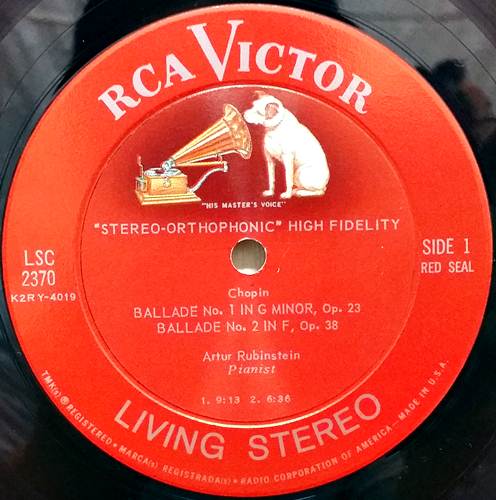 RCA VICTOR
"HIS MASTER'S VOICE"
"STEREO-ORTHOPHONIC" HIGH FIDELITY
LSC
2370
K2RY-4019
SIDE 1
RED SEAL
Chopin
BALLADE No. 1 IN G MINOR, Op. 23
BALLADE No. 2 IN F, Op. 38
Artur Rubinstein
Pianist
1. 9:13 2. 6:36
LIVING STEREO
TMK(s) ® REGISTERED • MARCA(s) REGISTRADA(s) • RADIO CORPORATION OF AMERICA—MADE IN U.S.A.